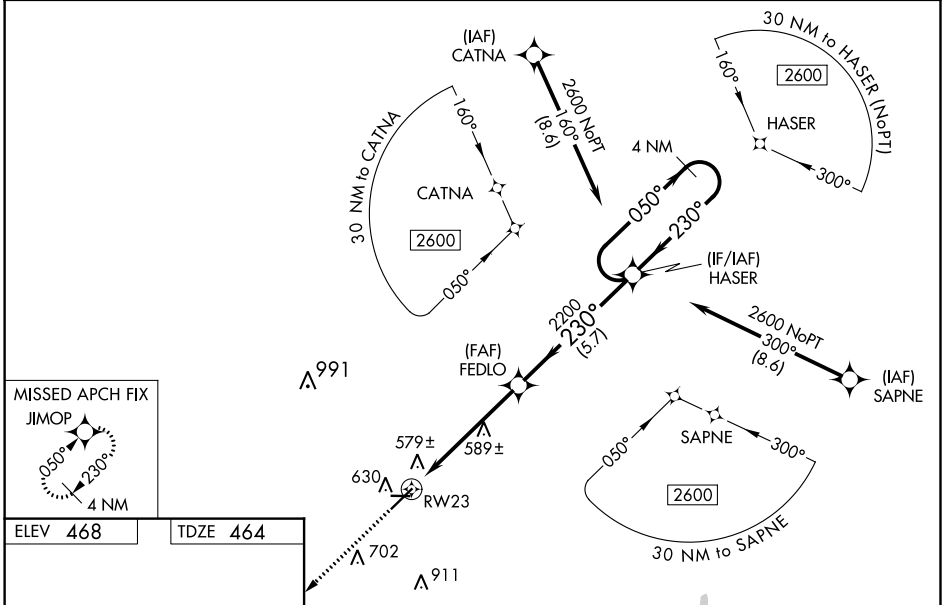 (IAF)
CATNA
2600 NoPT
160°
(8.6)
30 NM to HASER (NoPT)
160°
2600
HASER
300°
30 NM to CATNA
160°
CATNA
2600
050°
4 NM
050°
230°
(IF/IAF)
HASER
2200
230°
(5.7)
(FAF)
FEDLO
2600 NoPT
300°
(8.6)
(IAF)
SAPNE
991
579±
589±
630
RW23
702
911
050°
SAPNE
300°
2600
30 NM to SAPNE
MISSED APCH FIX
JIMOP
050°
230°
4 NM
ELEV 468
TDZE 464